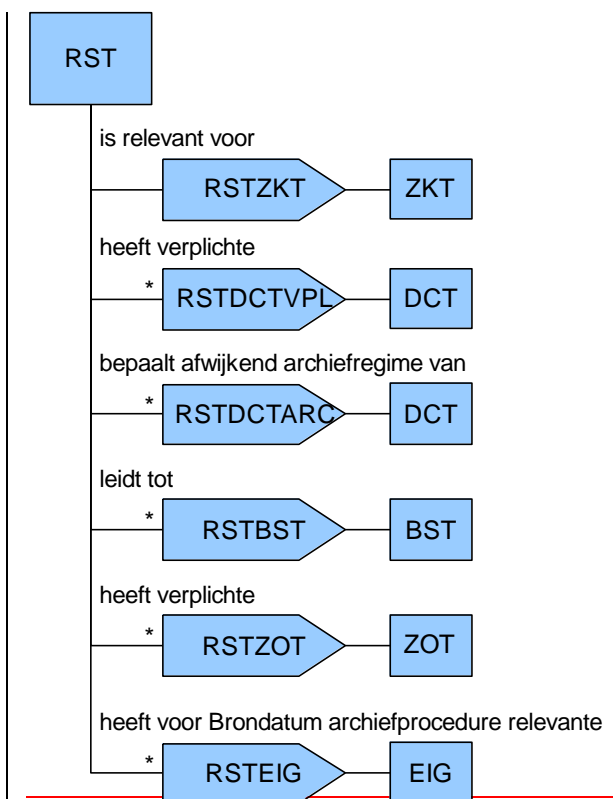 RST
is relevant voor
RSTZKT ZKT
heeft verplichte
* RSTDCTVPL DCT
bepaalt afwijkend archiefregime van
* RSTDCTARC DCT
leidt tot
* RSTBST BST
heeft verplichte
* RSTZOT ZOT
heeft voor Brondatum archiefprocedure relevante
* RSTEIG EIG